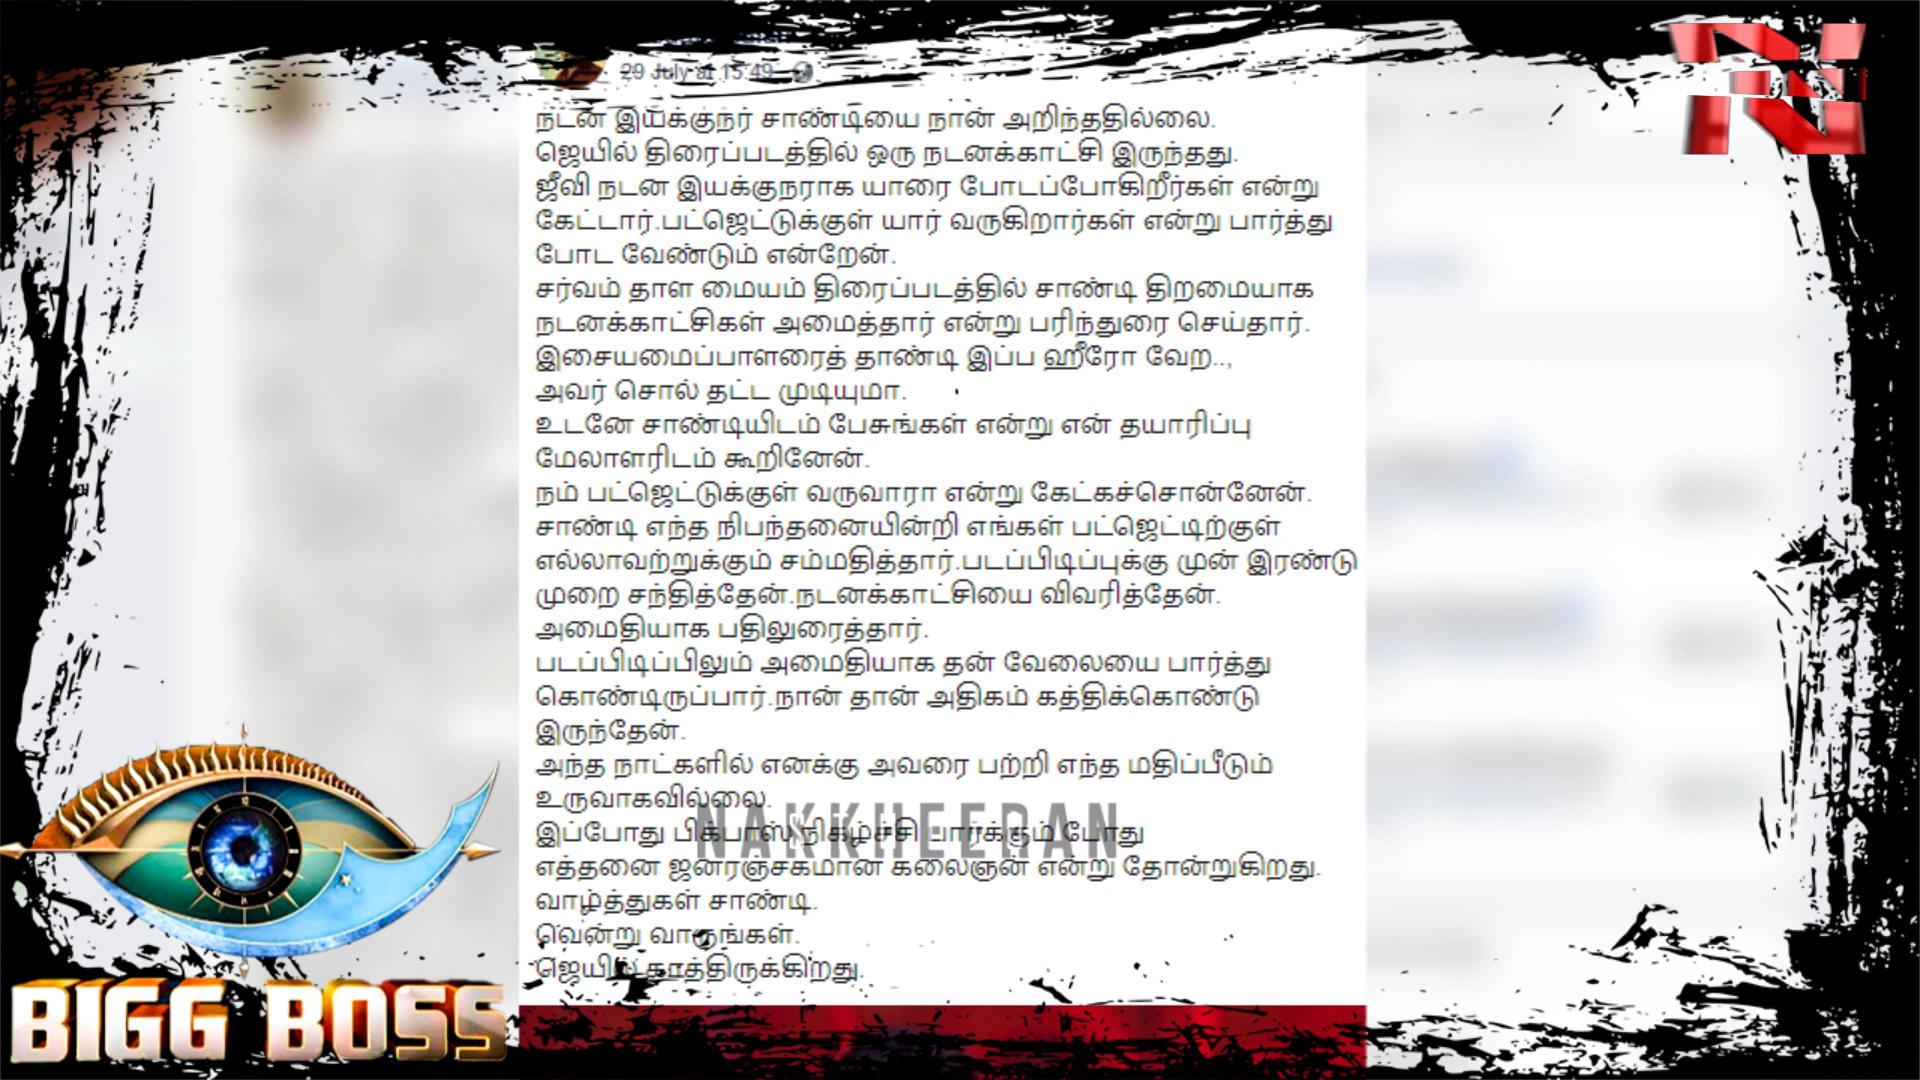 29 July at 15:49
நடன இயக்குநர் சாண்டியை நான் அறிந்ததில்லை.
ஜெயில் திரைப்படத்தில் ஒரு நடனக்காட்சி இருந்தது.
ஜீவி நடன இயக்குநராக யாரை போடப்போகிறீர்கள் என்று
கேட்டார்.பட்ஜெட்டுக்குள் யார் வருகிறார்கள் என்று பார்த்து
போட வேண்டும் என்றேன்.
சர்வம் தாள மையம் திரைப்படத்தில் சாண்டி திறமையாக
நடனக்காட்சிகள் அமைத்தார் என்று பரிந்துரை செய்தார்.
இசையமைப்பாளரைத் தாண்டி இப்ப ஹீரோ வேற..,
அவர் சொல் தட்ட முடியுமா.
உடனே சாண்டியிடம் பேசுங்கள் என்று என் தயாரிப்பு
மேலாளரிடம் கூறினேன்.
நம் பட்ஜெட்டுக்குள் வருவாரா என்று கேட்கச்சொன்னேன்.
சாண்டி எந்த நிபந்தனையின்றி எங்கள் பட்ஜெட்டிற்குள்
எல்லாவற்றுக்கும் சம்மதித்தார்.படப்பிடிப்புக்கு முன் இரண்டு
முறை சந்தித்தேன்.நடனக்காட்சியை விவரித்தேன்.
அமைதியாக பதிலுரைத்தார்.
படப்பிடிப்பிலும் அமைதியாக தன் வேலையை பார்த்து
கொண்டிருப்பார்.நான் தான் அதிகம் கத்திக்கொண்டு
இருந்தேன்.
அந்த நாட்களில் எனக்கு அவரை பற்றி எந்த மதிப்பீடும்
உருவாகவில்லை.
இப்போது பிக்பாஸ் நிகழ்ச்சி பார்க்கும் போது
NAKKHEERAN
எத்தனை ஜனரஞ்சகமான கலைஞன் என்று தோன்றுகிறது.
வாழ்த்துகள் சாண்டி.
வென்று வாருங்கள்.
ஜெயில் காத்திருக்கிறது.
BIGG BOSS